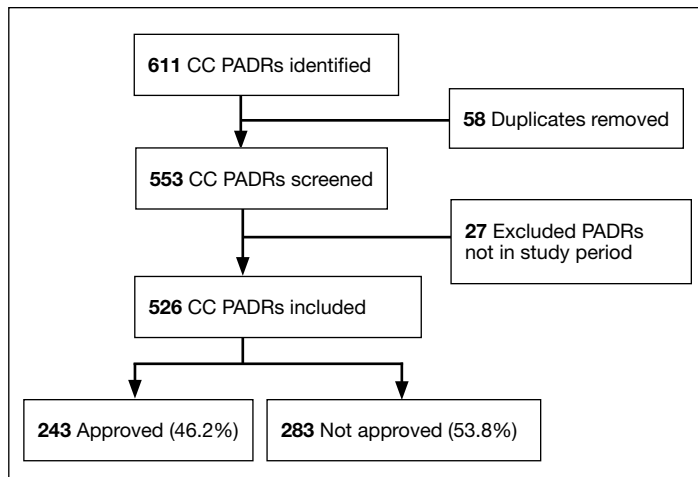 611 CC PADRs identified
58 Duplicates removed
553 CC PADRs screened
27 Excluded PADRs
not in study period
526 CC PADRs included
243 Approved (46.2%)
283 Not approved (53.8%)